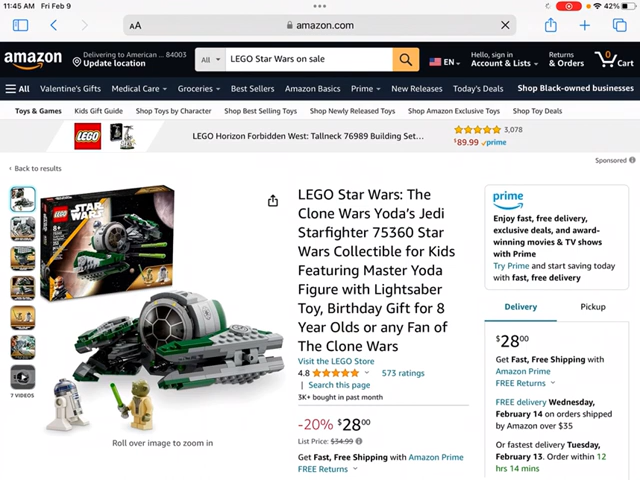 11:45 AM Fri Feb 9
42%
AA
amazon.com
amazon
Delivering to American ... 84003
Update location
All
LEGO Star Wars on sale
EN
Hello, sign in
Account & Lists
Returns
& Orders
0
Cart
All
Valentine's Gifts
Medical Care
Groceries
Best Sellers
Amazon Basics
Prime
New Releases
Today's Deals
Shop Black-owned businesses
Toys & Games
Kids Gift Guide
Shop Toys by Character
Shop Best Selling Toys
Shop Newly Released Toys
Shop Amazon Exclusive Toys
Shop Toy Deals
LEGO
LEGO Horizon Forbidden West: Tallneck 76989 Building Set...
3,078
$89.99 prime
Sponsored
‹ Back to results
LEGO
STAR WARS
8+
7 VIDEOS
Roll over image to zoom in
LEGO Star Wars: The
Clone Wars Yoda's Jedi
Starfighter 75360 Star
Wars Collectible for Kids
Featuring Master Yoda
Figure with Lightsaber
Toy, Birthday Gift for 8
Year Olds or any Fan of
The Clone Wars
Visit the LEGO Store
4.8
573 ratings
| Search this page
3K+ bought in past month
-20% $2800
List Price: $34.99
Get Fast, Free Shipping with Amazon Prime
FREE Returns
prime
Enjoy fast, free delivery,
exclusive deals, and award-
winning movies & TV shows
with Prime
Try Prime and start saving today
with fast, free delivery
Delivery
Pickup
$2800
Get Fast, Free Shipping with
Amazon Prime
FREE Returns
FREE delivery Wednesday,
February 14 on orders shipped
by Amazon over $35
Or fastest delivery Tuesday,
February 13. Order within 12
hrs 14 mins